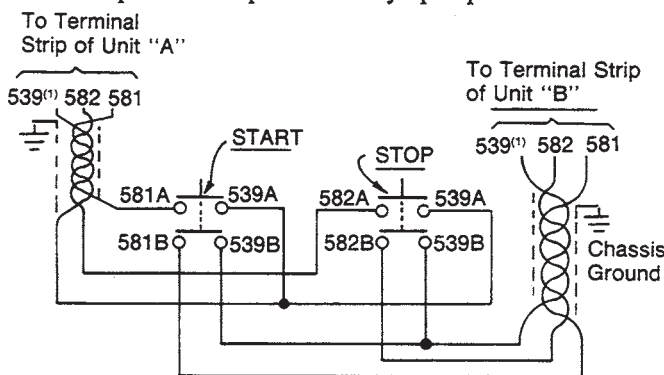 To Terminal
Strip of Unit "A"
539(1) 582 581
To Terminal Strip
of Unit "B"
539(1) 582 581
START
STOP
581A 539A
582A 539A
581B 539B
582B 539B
Chassis
Ground